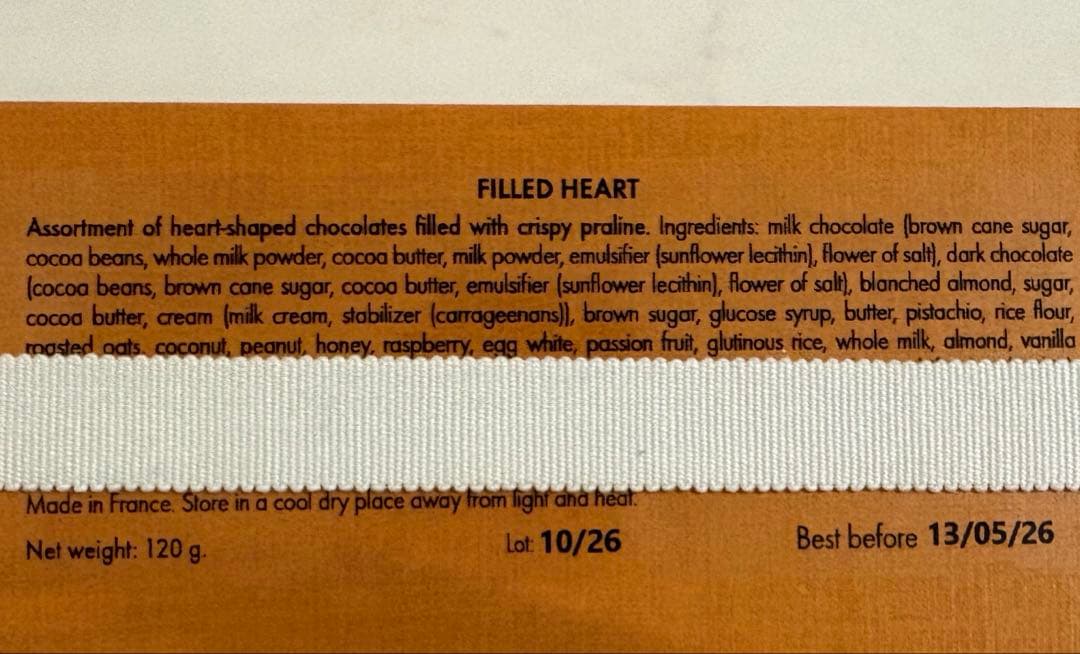 FILLED HEART
Assortment of heart-shaped chocolates filled with crispy praline. Ingredients: milk chocolate (brown cane sugar,
cocoa beans, whole milk powder, cocoa butter, milk powder, emulsifier (sunflower lecithin), flower of salt), dark chocolate
(cocoa beans, brown cane sugar, cocoa butter, emulsifier (sunflower lecithin), flower of salt), blanched almond, sugar,
cocoa butter, cream (milk cream, stabilizer (carrageenans)), brown sugar, glucose syrup, butter, pistachio, rice flour,
roasted oats, coconut, peanut, honey, raspberry, egg white, passion fruit, glutinous rice, whole milk, almond, vanilla
Made in France. Store in a cool dry place away from light and heat.
Net weight: 120 g.
Lot: 10/26
Best before 13/05/26